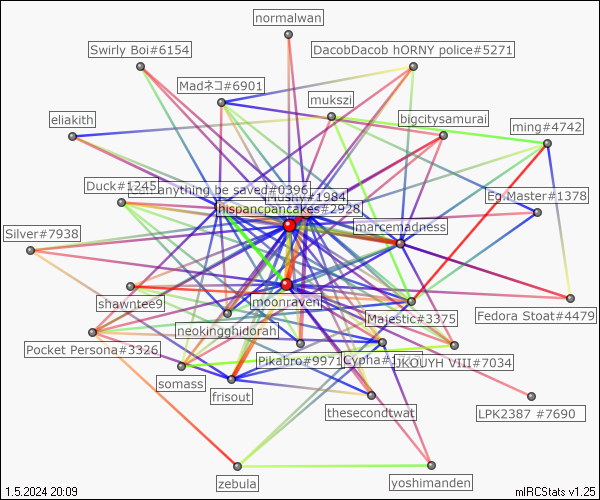 normalwan
Swirly Boi#6154
DacobDacob hORNY police#5271
Madネコ#6901
mukszi
eliakith
bigcitysamurai
ming#4742
Duck#1245
anything be saved#0396
Mushy#1984
Eg.Master#1378
hispancpancakes#2928
marcemadness
Silver#7938
moonraven
shawntee9
neokingghidorah
Majestic#3375
Fedora Stoat#4479
Pocket Persona#3326
Pikabro#9971
Cypha#
JKOUYH VIII#7034
somass
frisout
thesecondtwat
LPK2387 #7690
zebula
yoshimanden
1.5.2024 20:09
mIRCStats v1.25